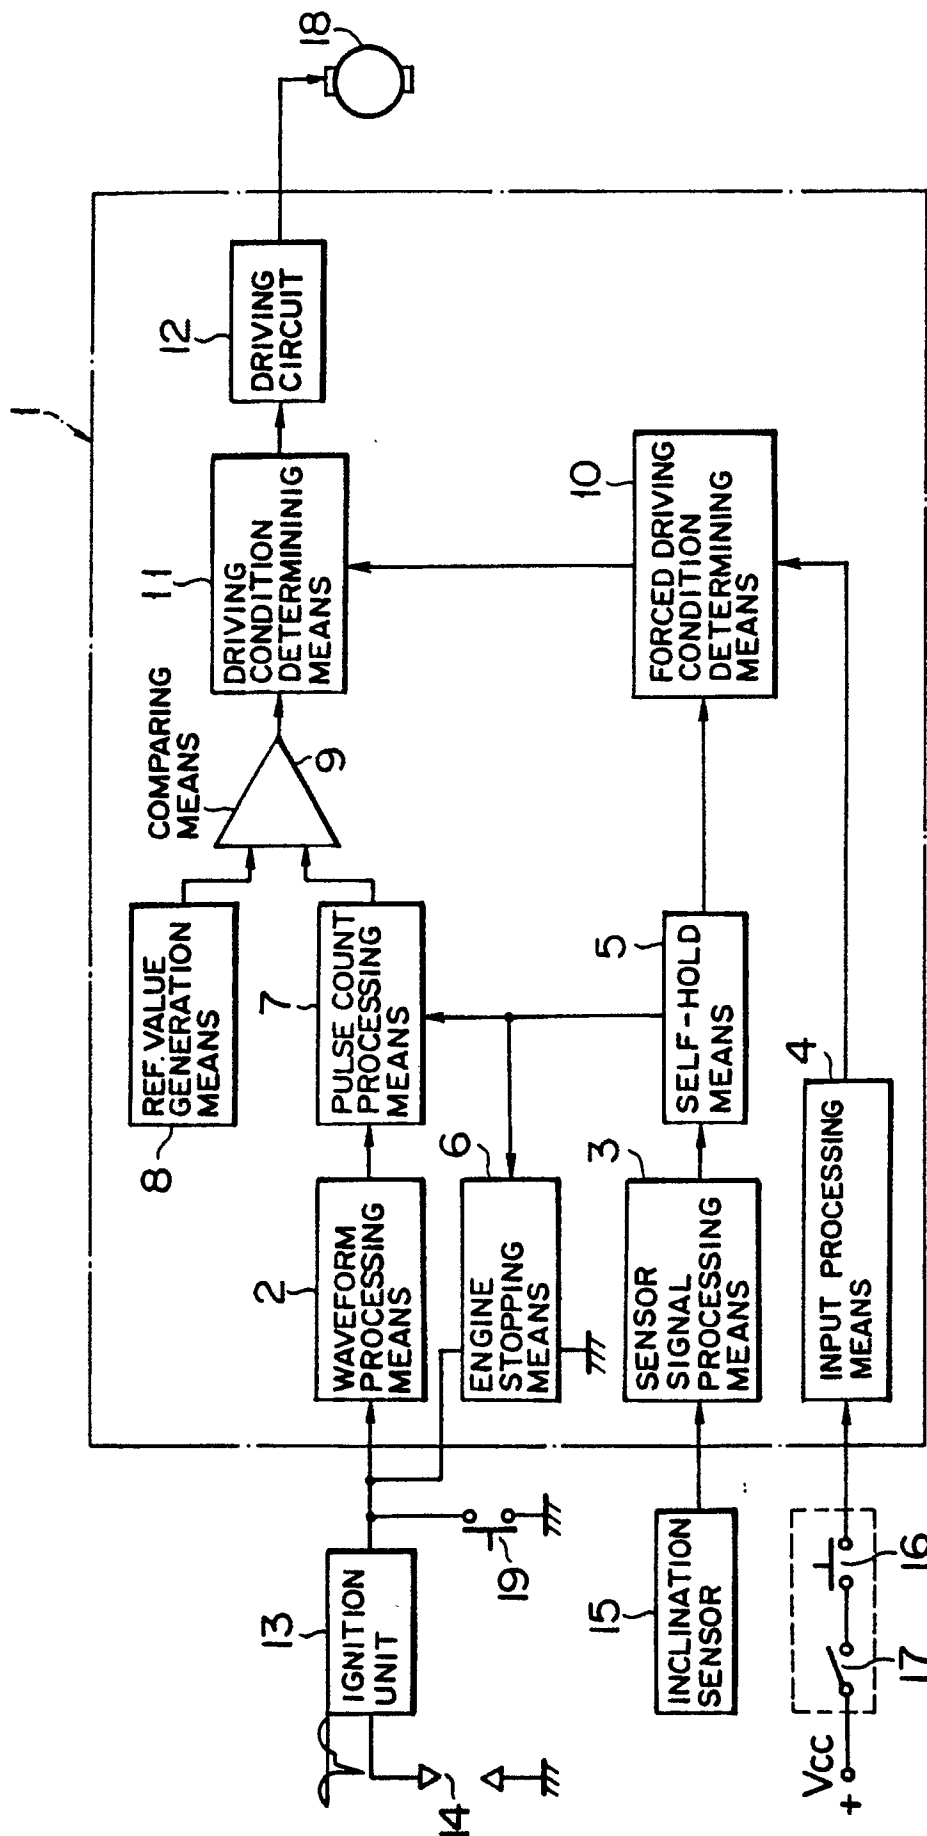 1
18
12
DRIVING
CIRCUIT
11
DRIVING
CONDITION
DETERMINING
MEANS
10
FORCED DRIVING
CONDITION
DETERMINING
MEANS
COMPARING
MEANS
9
8
REF. VALUE
GENERATION
MEANS
7
PULSE COUNT
PROCESSING
MEANS
5
SELF-HOLD
MEANS
4
INPUT PROCESSING
MEANS
2
WAVEFORM
PROCESSING
MEANS
6
ENGINE
STOPPING
MEANS
3
SENSOR
SIGNAL
PROCESSING
MEANS
13
IGNITION
UNIT
19
14
15
INCLINATION
SENSOR
16
17
Vcc
+